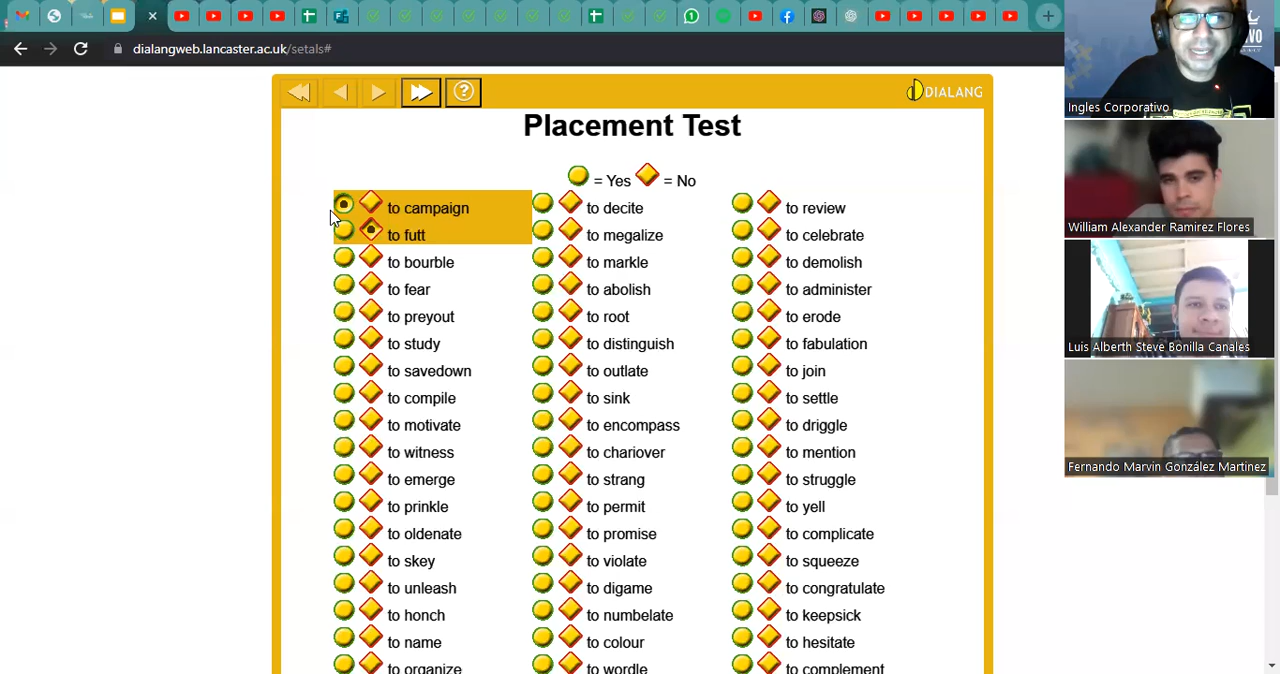 dialangweb.lancaster.ac.uk/setals#
DIALANG
Placement Test
= Yes = No
to campaign to decite to review
to futt to megalize to celebrate
to bourble to markle to demolish
to fear to abolish to administer
to preyout to root to erode
to study to distinguish to fabulation
to savedown to outlate to join
to compile to sink to settle
to motivate to encompass to driggle
to witness to chariover to mention
to emerge to strang to struggle
to prinkle to permit to yell
to oldenate to promise to complicate
to skey to violate to squeeze
to unleash to digame to congratulate
to honch to numbelate to keepsick
to name to colour to hesitate
to organize to wordle to complement
VO
Ingles Corporativo
William Alexander Ramirez Flores
Luis Alberth Steve Bonilla Canales
Fernando Marvin González Martinez